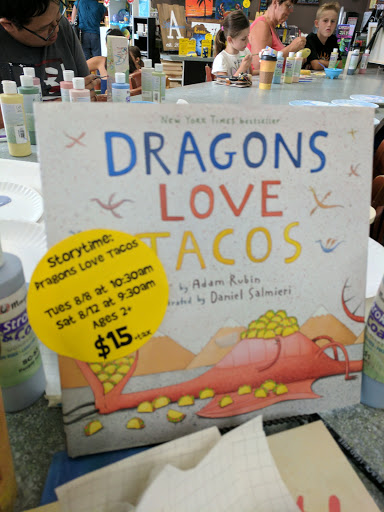 New York Times bestseller
DRAGONS
LOVE
TACOS
by Adam Rubin
Daniel Salmieri
Storytime:
Dragons Love Tacos
Tues 8/8 at 10:30am
Sat 8/12 at 9:30am
Ages 2+
$15+tax
A